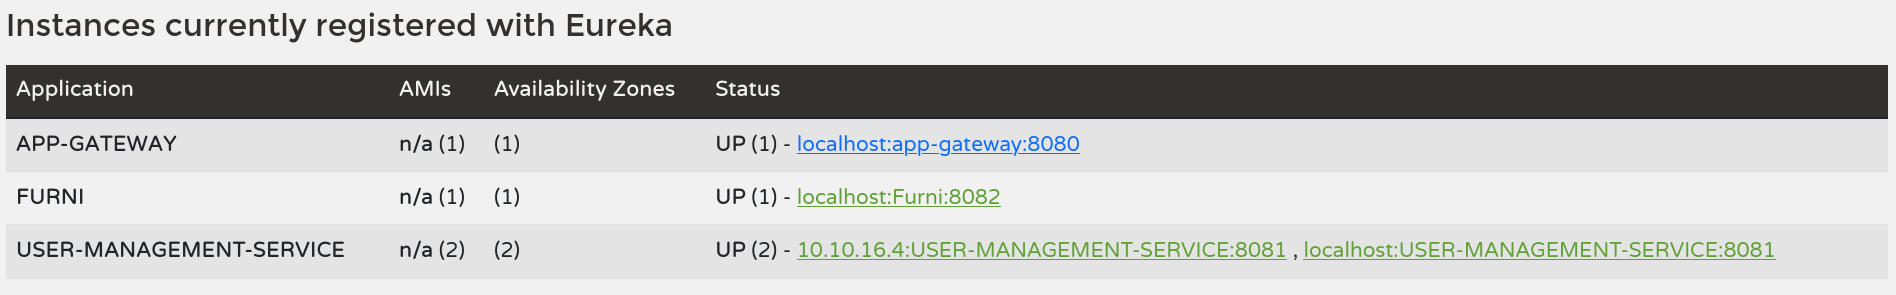 Instances currently registered with Eureka
Application AMIs Availability Zones Status
APP-GATEWAY n/a (1) (1) UP (1) - localhost:app-gateway:8080
FURNI n/a (1) (1) UP (1) - localhost:Furni:8082
USER-MANAGEMENT-SERVICE n/a (2) (2) UP (2) - 10.10.16.4:USER-MANAGEMENT-SERVICE:8081 , localhost:USER-MANAGEMENT-SERVICE:8081